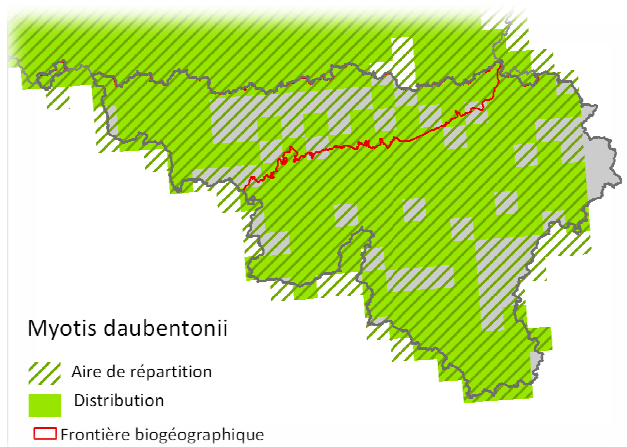 Myotis daubentonii
Aire de répartition
Distribution
Frontière biogéographique